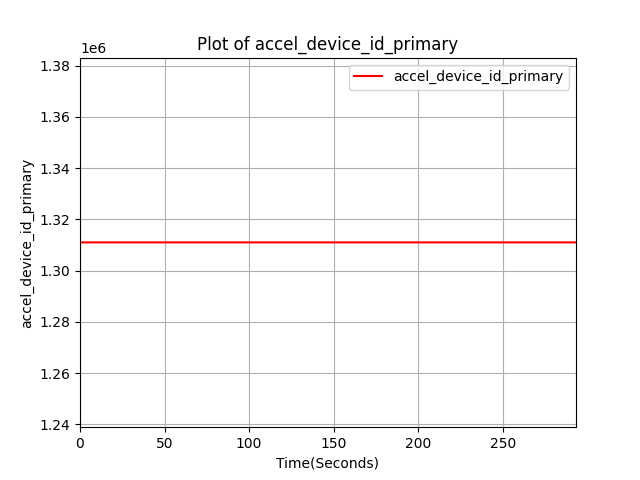 Plot of accel_device_id_primary
1e6
accel_device_id_primary
1.38
1.36
1.34
1.32
1.30
1.28
1.26
1.24
accel_device_id_primary
0 50 100 150 200 250
Time(Seconds)